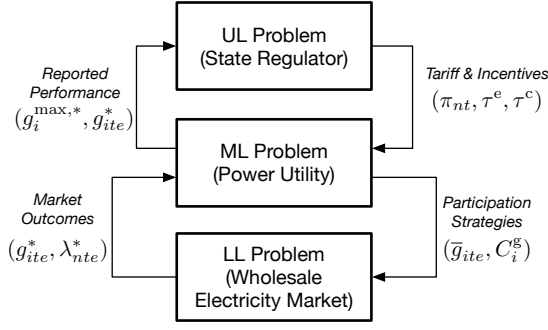 UL Problem
(State Regulator)
Reported
Performance
(g_i^{max,*}, g_{ite}^*)
Tariff & Incentives
(π_{nt}, τ^e, τ^c)
ML Problem
(Power Utility)
Market
Outcomes
(g_{ite}^*, λ_{nte}^*)
Participation
Strategies
(g̅_{ite}, C_i^g)
LL Problem
(Wholesale
Electricity Market)